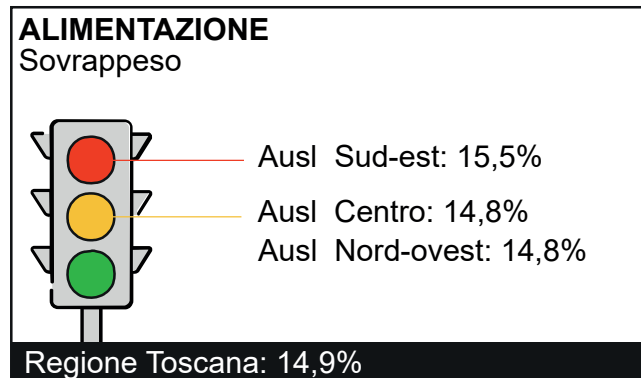 ALIMENTAZIONE
Sovrappeso
Ausl Sud-est: 15,5%
Ausl Centro: 14,8%
Ausl Nord-ovest: 14,8%
Regione Toscana: 14,9%